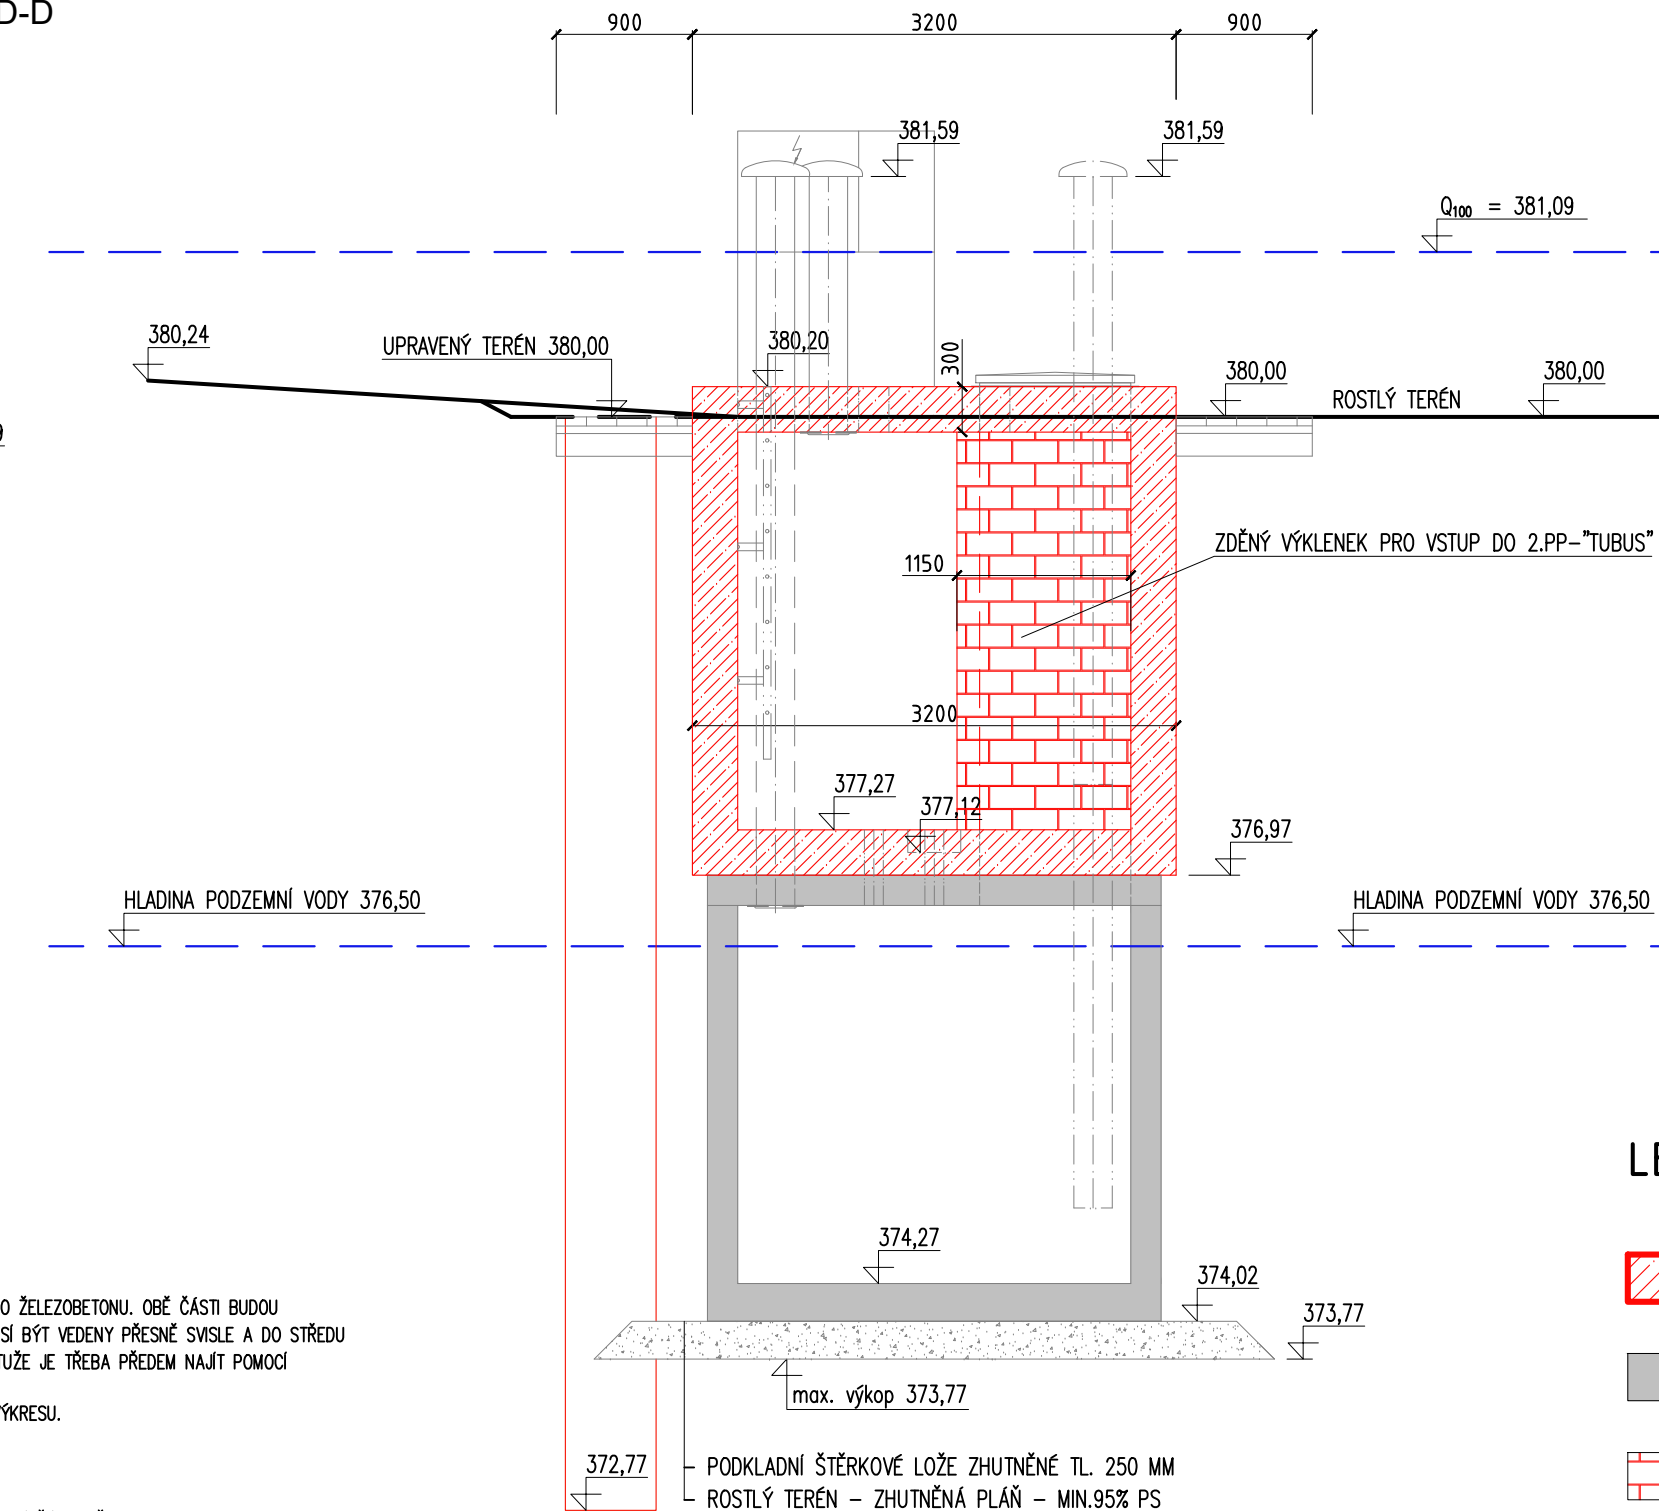 D-D
900
3200
900
381,59
381,59
Q₁₀₀ = 381,09
380,24
UPRAVENÝ TERÉN 380,00
380,20
300
380,00
ROSTLÝ TERÉN
380,00
ZDĚNÝ VÝKLENEK PRO VSTUP DO 2.PP-"TUBUS"
1150
3200
377,27
377,12
376,97
HLADINA PODZEMNÍ VODY 376,50
HLADINA PODZEMNÍ VODY 376,50
374,27
374,02
373,77
max. výkop 373,77
ŽELEZOBETONU. OBĚ ČÁSTI BUDOU
BÝT VEDENY PŘESNĚ SVISLE A DO STŘEDU
JE TŘEBA PŘEDEM NAJÍT POMOCÍ
372,77
PODKLADNÍ ŠTĚRKOVÉ LOŽE ZHUTNĚNÉ TL. 250 MM
ROSTLÝ TERÉN - ZHUTNĚNÁ PLÁŇ - MIN.95% PS